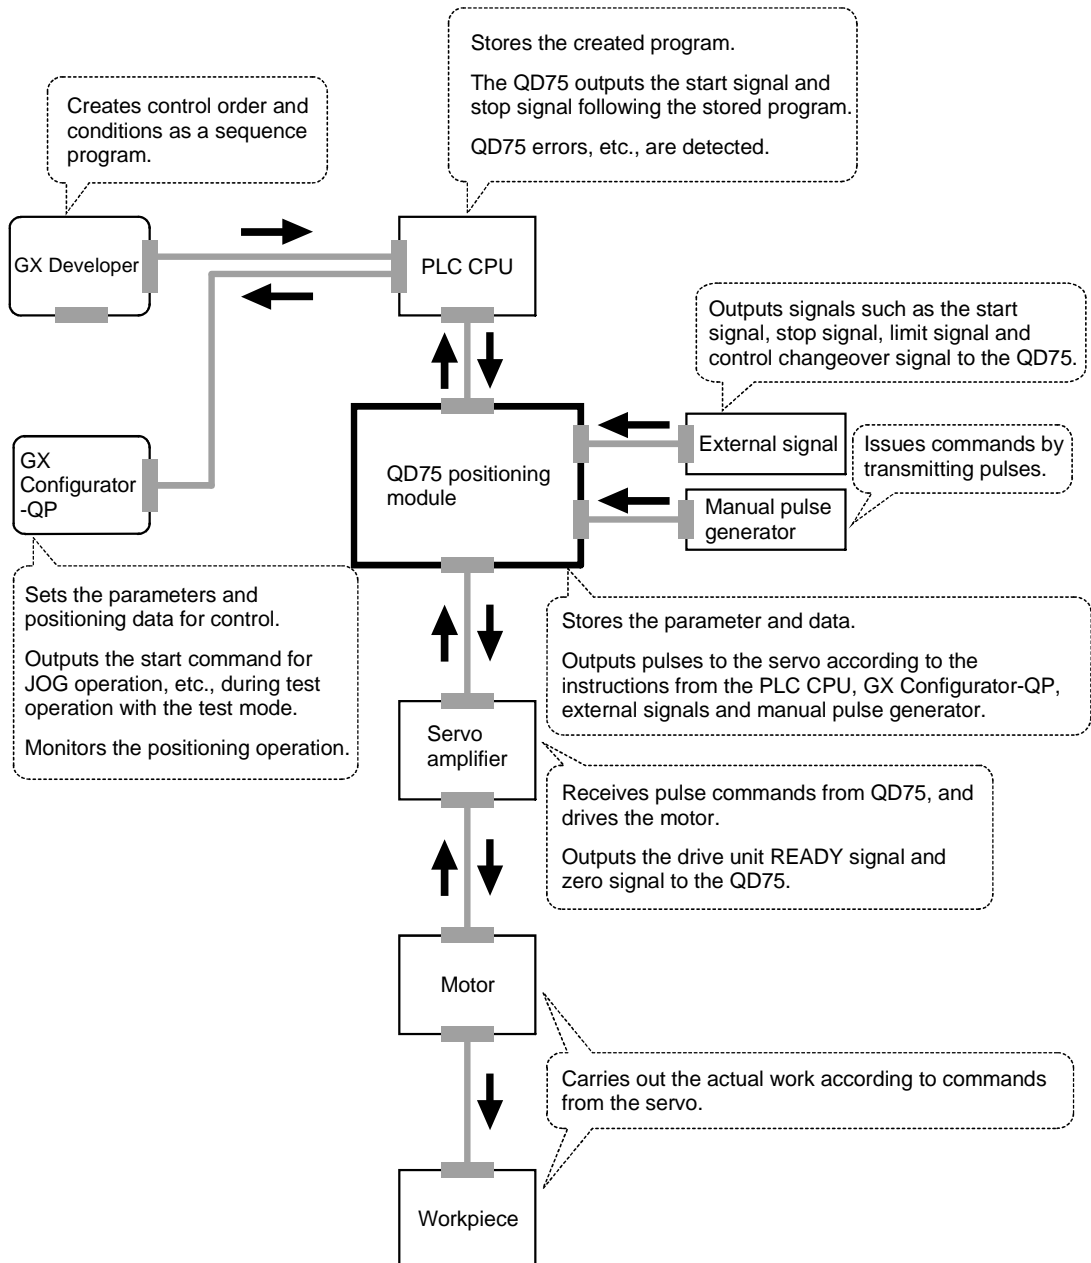 Stores the created program.
The QD75 outputs the start signal and
stop signal following the stored program.
QD75 errors, etc., are detected.
Creates control order and
conditions as a sequence
program.
GX Developer
PLC CPU
Outputs signals such as the start
signal, stop signal, limit signal and
control changeover signal to the QD75.
GX
Configurator
-QP
QD75 positioning
module
External signal
Issues commands by
transmitting pulses.
Manual pulse
generator
Sets the parameters and
positioning data for control.
Outputs the start command for
JOG operation, etc., during test
operation with the test mode.
Monitors the positioning operation.
Stores the parameter and data.
Outputs pulses to the servo according to the
instructions from the PLC CPU, GX Configurator-QP,
external signals and manual pulse generator.
Servo
amplifier
Receives pulse commands from QD75, and
drives the motor.
Outputs the drive unit READY signal and
zero signal to the QD75.
Motor
Carries out the actual work according to commands
from the servo.
Workpiece